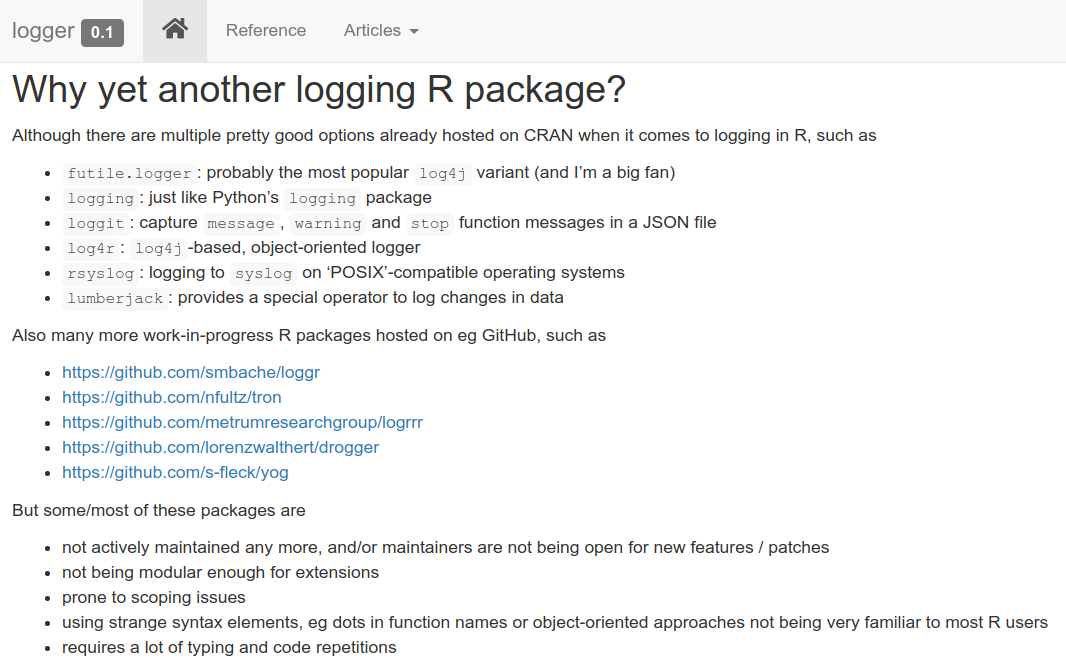 logger 0.1 Reference Articles
Why yet another logging R package?
Although there are multiple pretty good options already hosted on CRAN when it comes to logging in R, such as
futile.logger: probably the most popular log4j variant (and I’m a big fan)
logging: just like Python’s logging package
loggit: capture message, warning and stop function messages in a JSON file
log4r: log4j-based, object-oriented logger
rsyslog: logging to syslog on ‘POSIX’-compatible operating systems
lumberjack: provides a special operator to log changes in data
Also many more work-in-progress R packages hosted on eg GitHub, such as
https://github.com/smbache/loggr
https://github.com/nfultz/tron
https://github.com/metrumresearchgroup/logrrr
https://github.com/lorenzwalthert/drogger
https://github.com/s-fleck/yog
But some/most of these packages are
not actively maintained any more, and/or maintainers are not being open for new features / patches
not being modular enough for extensions
prone to scoping issues
using strange syntax elements, eg dots in function names or object-oriented approaches not being very familiar to most R users
requires a lot of typing and code repetitions